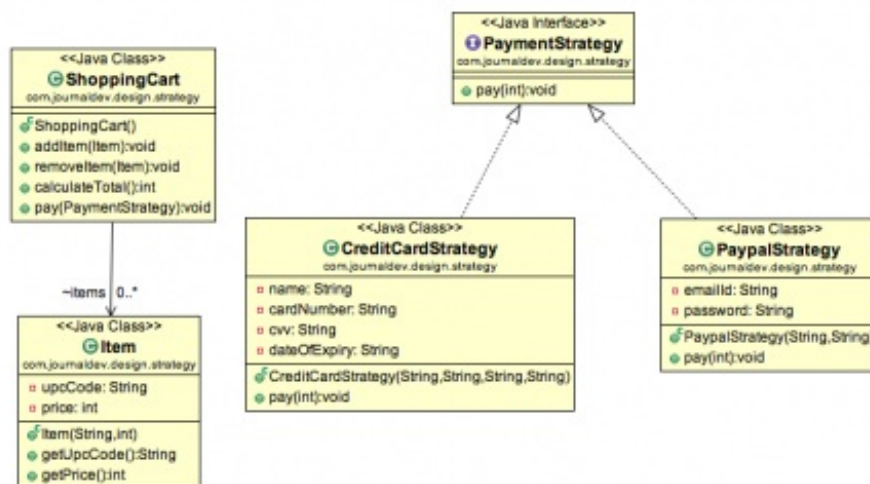 <<Java Interface>>
PaymentStrategy
com.journaldev.design.strategy
pay(int):void
<<Java Class>>
ShoppingCart
com.journaldev.design.strategy
ShoppingCart()
addItem(Item):void
removeItem(Item):void
calculateTotal():int
pay(PaymentStrategy):void
~items 0..*
<<Java Class>>
Item
com.journaldev.design.strategy
upcCode: String
price: int
Item(String,int)
getUpcCode():String
getPrice():int
<<Java Class>>
CreditCardStrategy
com.journaldev.design.strategy
name: String
cardNumber: String
cvv: String
dateOfExpiry: String
CreditCardStrategy(String,String,String,String)
pay(int):void
<<Java Class>>
PaypalStrategy
com.journaldev.design.strategy
emailId: String
password: String
PaypalStrategy(String,String
pay(int):void